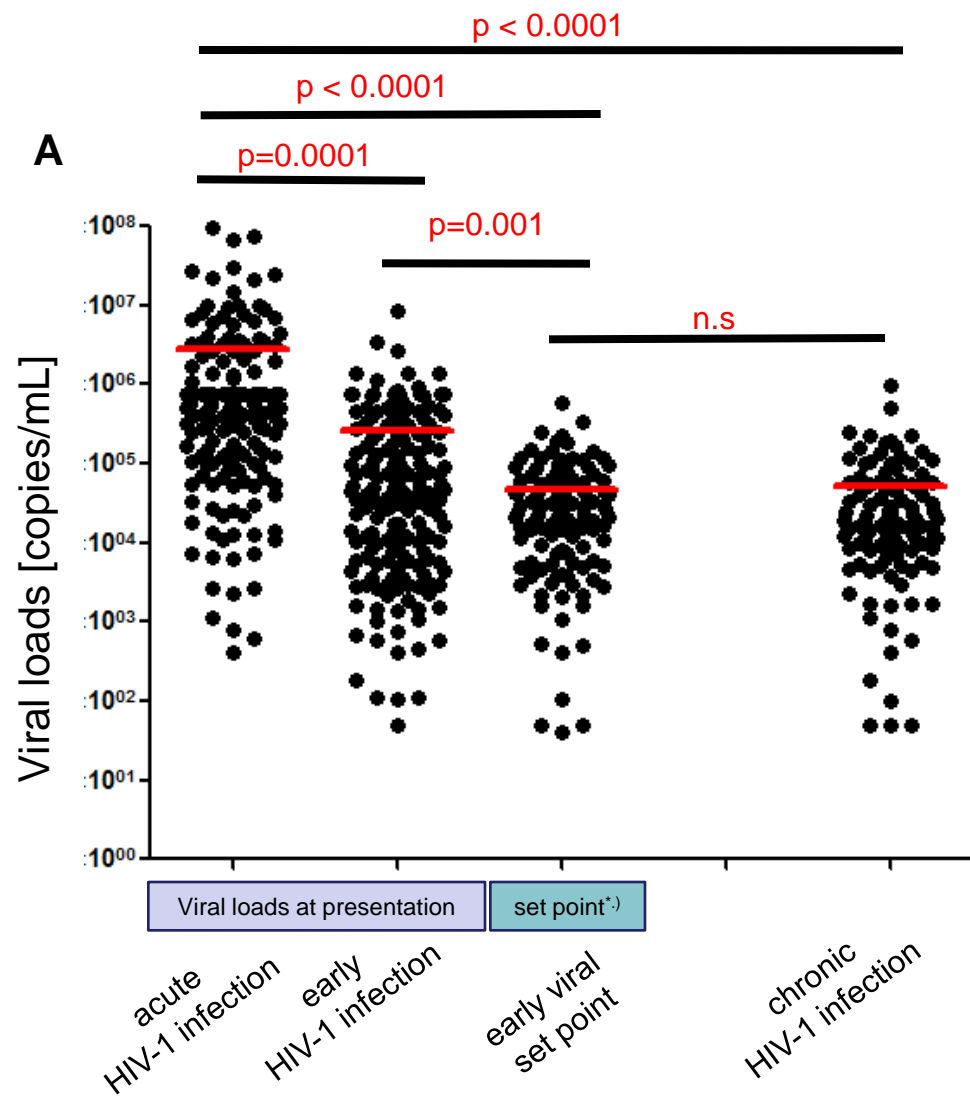 p < 0.0001
p < 0.0001
A
p=0.0001
p=0.001
n.s
Viral loads [copies/mL]
:10⁰⁸
:10⁰⁷
:10⁰⁶
:10⁰⁵
:10⁰⁴
:10⁰³
:10⁰²
:10⁰¹
:10⁰⁰
Viral loads at presentation
set point*.)
acute
HIV-1 infection
early
HIV-1 infection
early viral
set point
chronic
HIV-1 infection